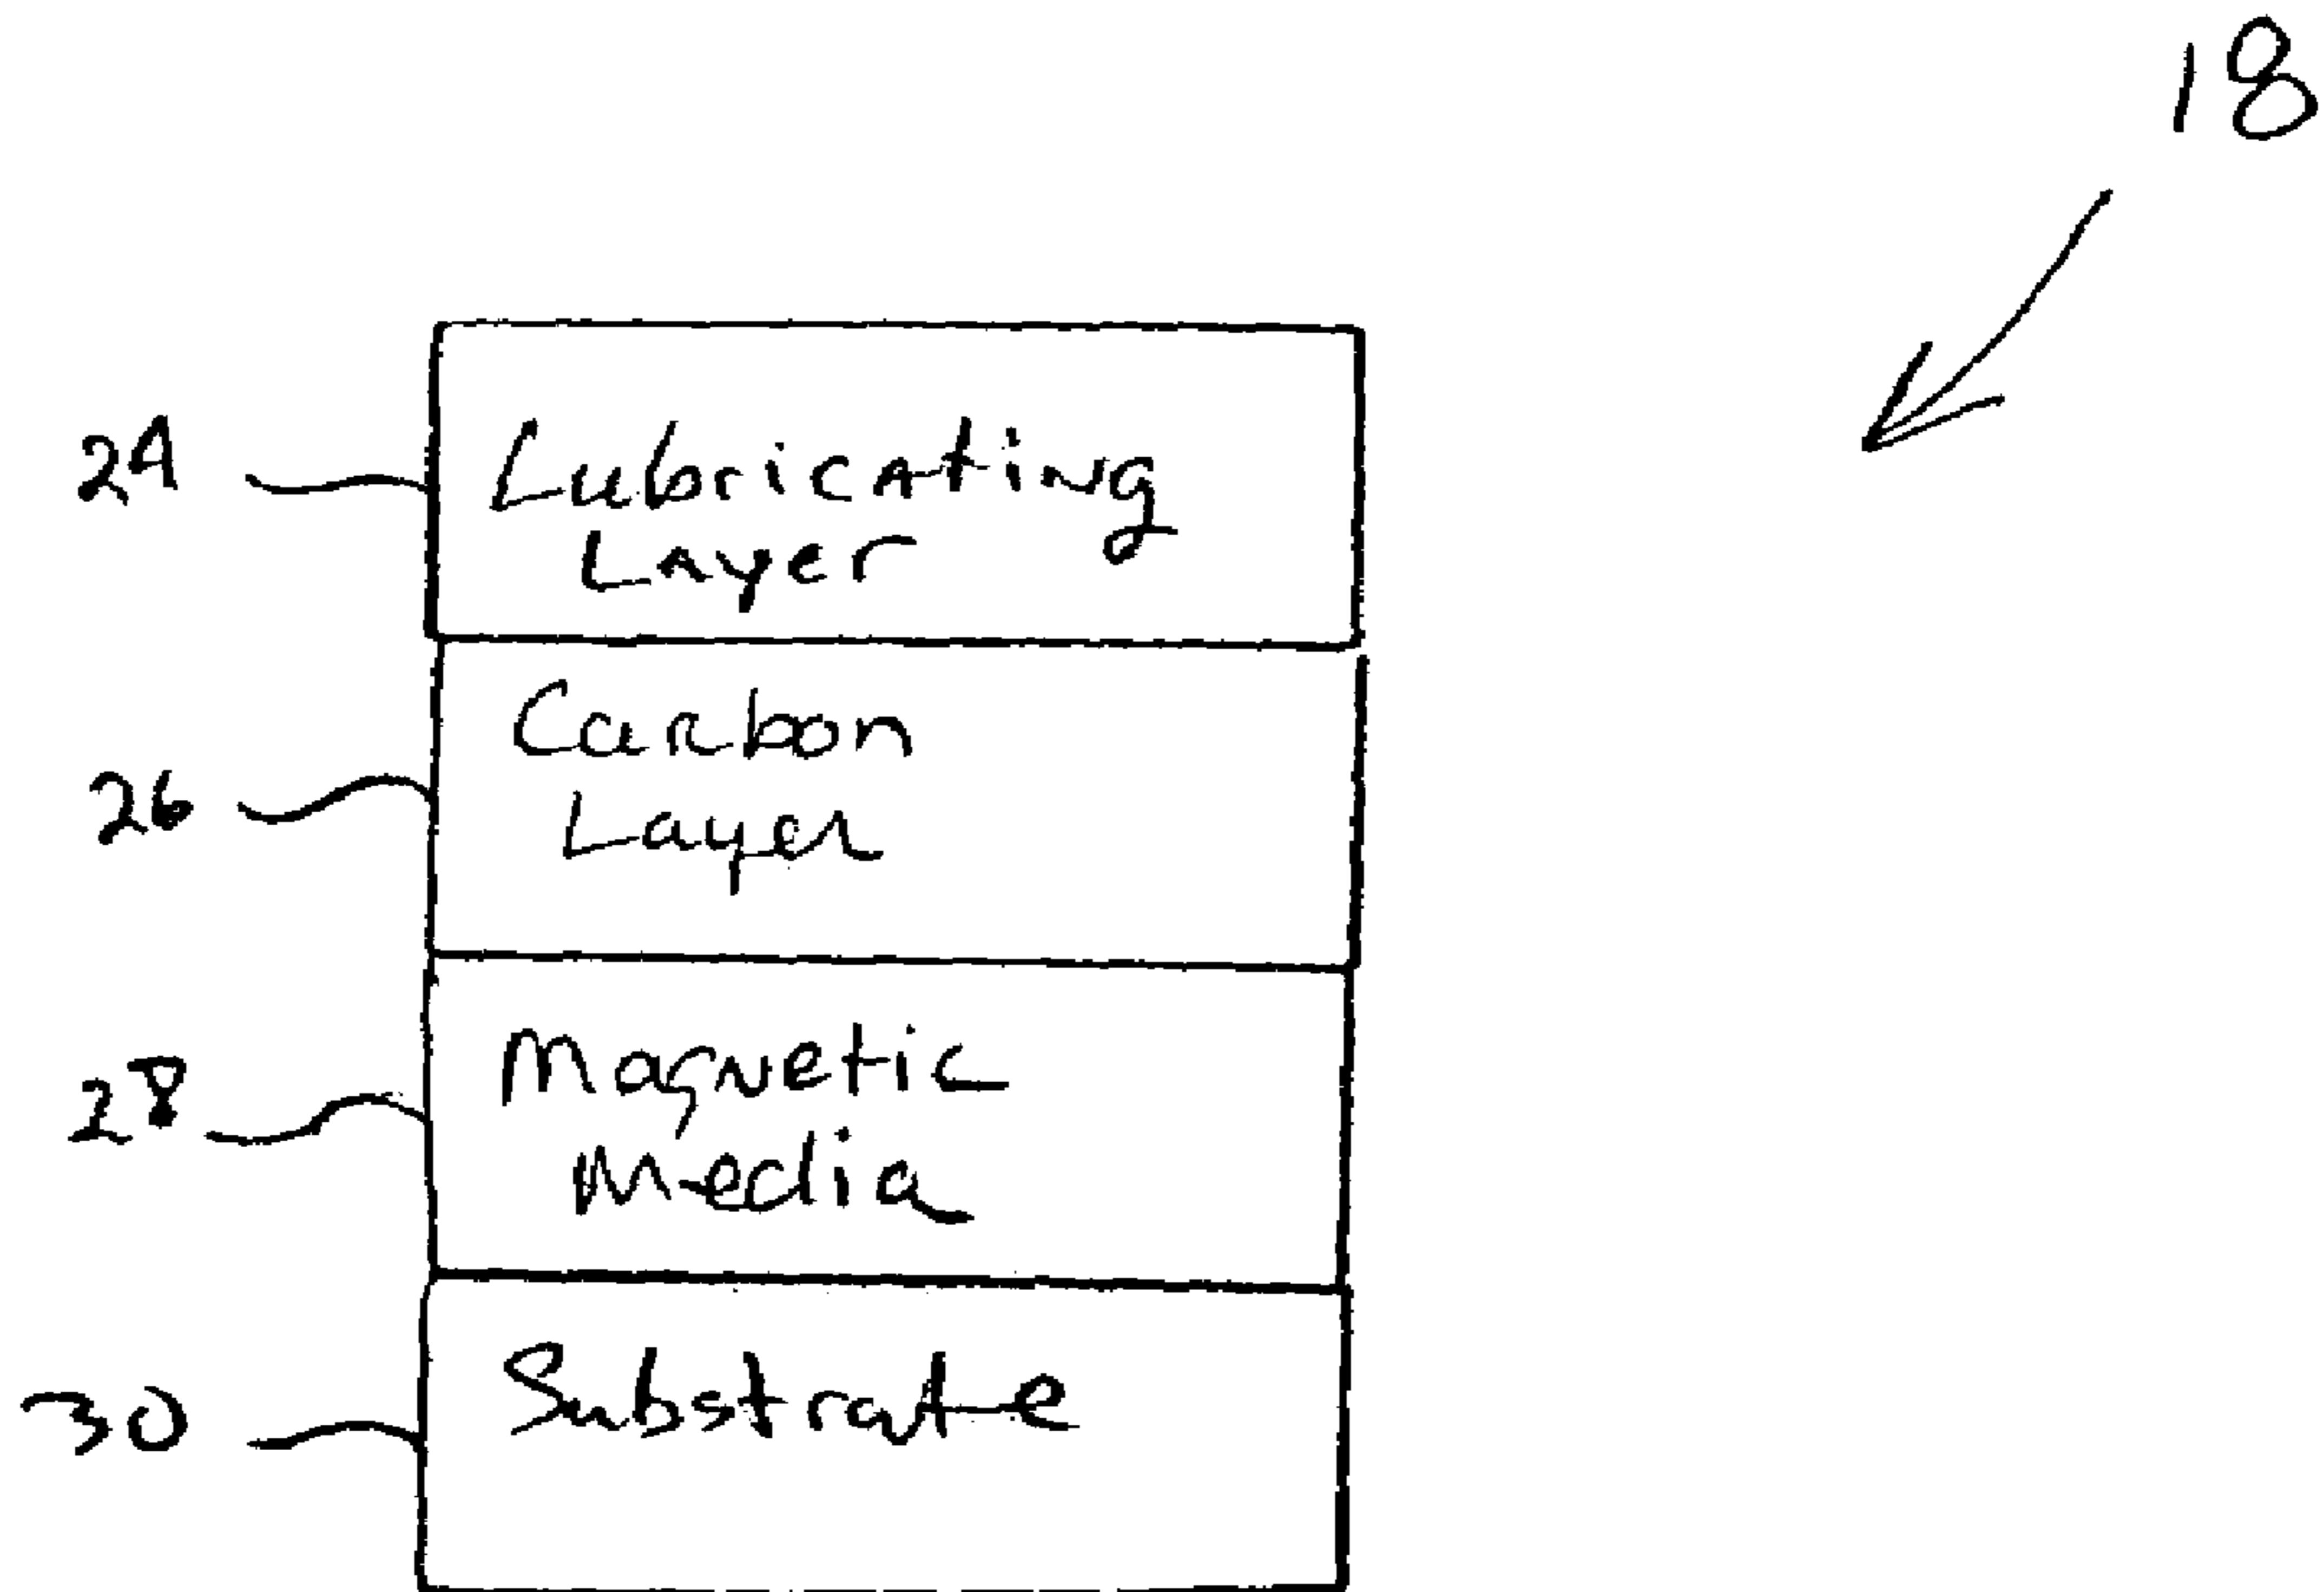 18
24
Lubricating
Layer
26
Carbon
Layer
28
Magnetic
Media
30
Substrate